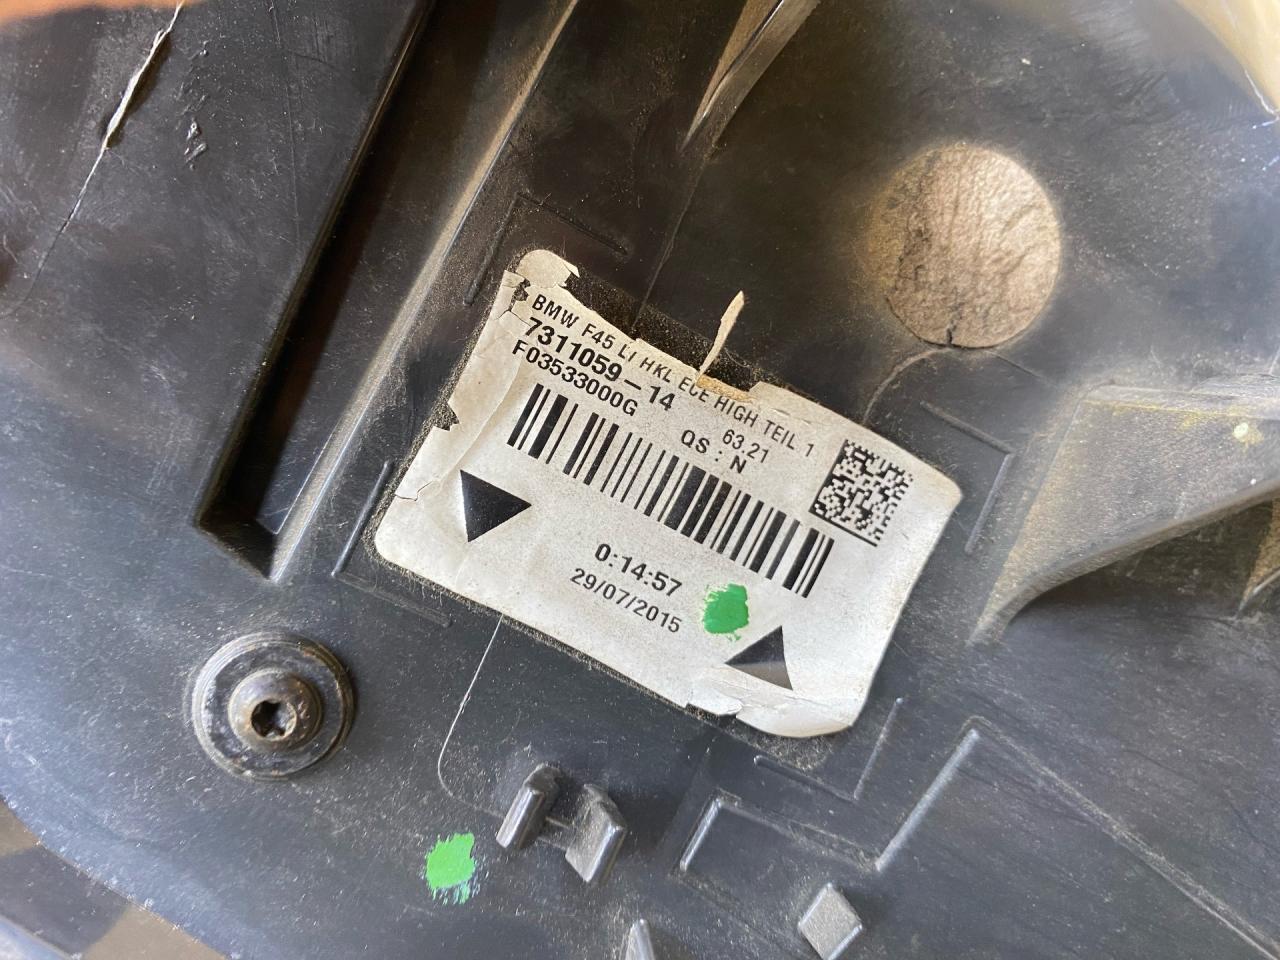 BMW F45 LI HKL ECE HIGH TEIL 1
7311059-14 63.21
F03533000G QS: N
0:14:57
29/07/2015